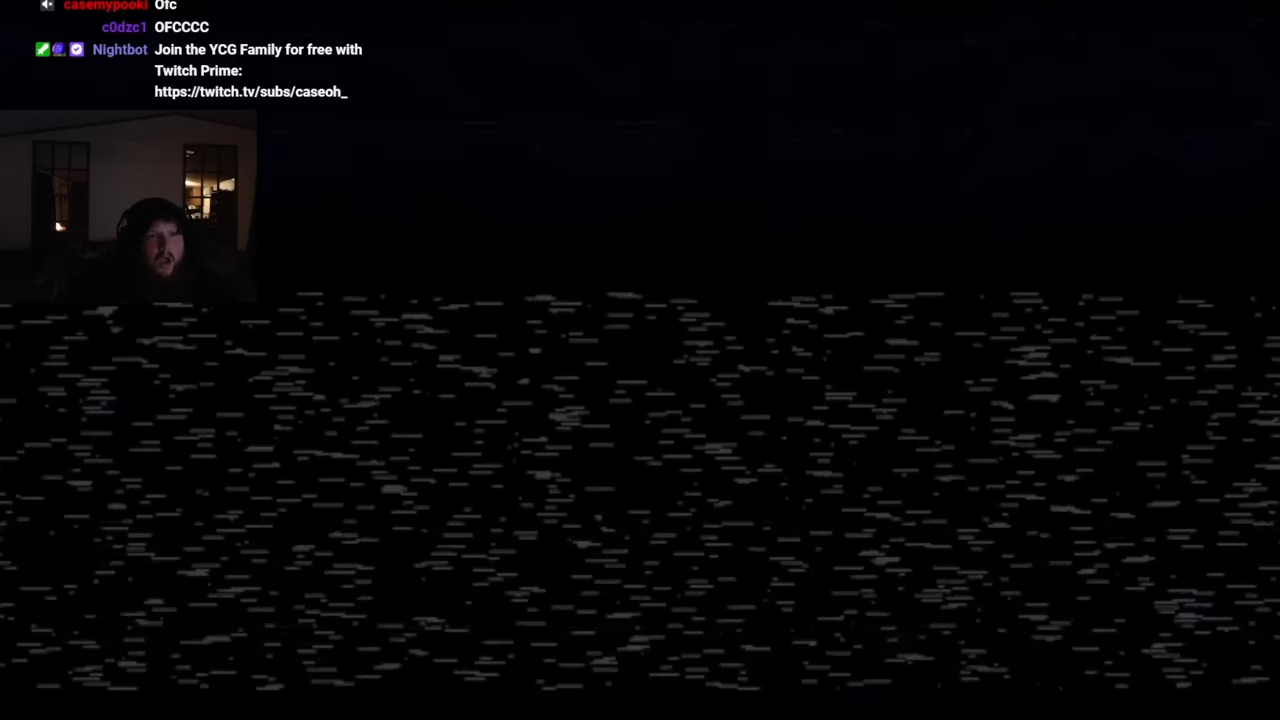 casemypooki Ofc
c0dzc1 OFCCCC
Nightbot Join the YCG Family for free with
Twitch Prime:
https://twitch.tv/subs/caseoh_